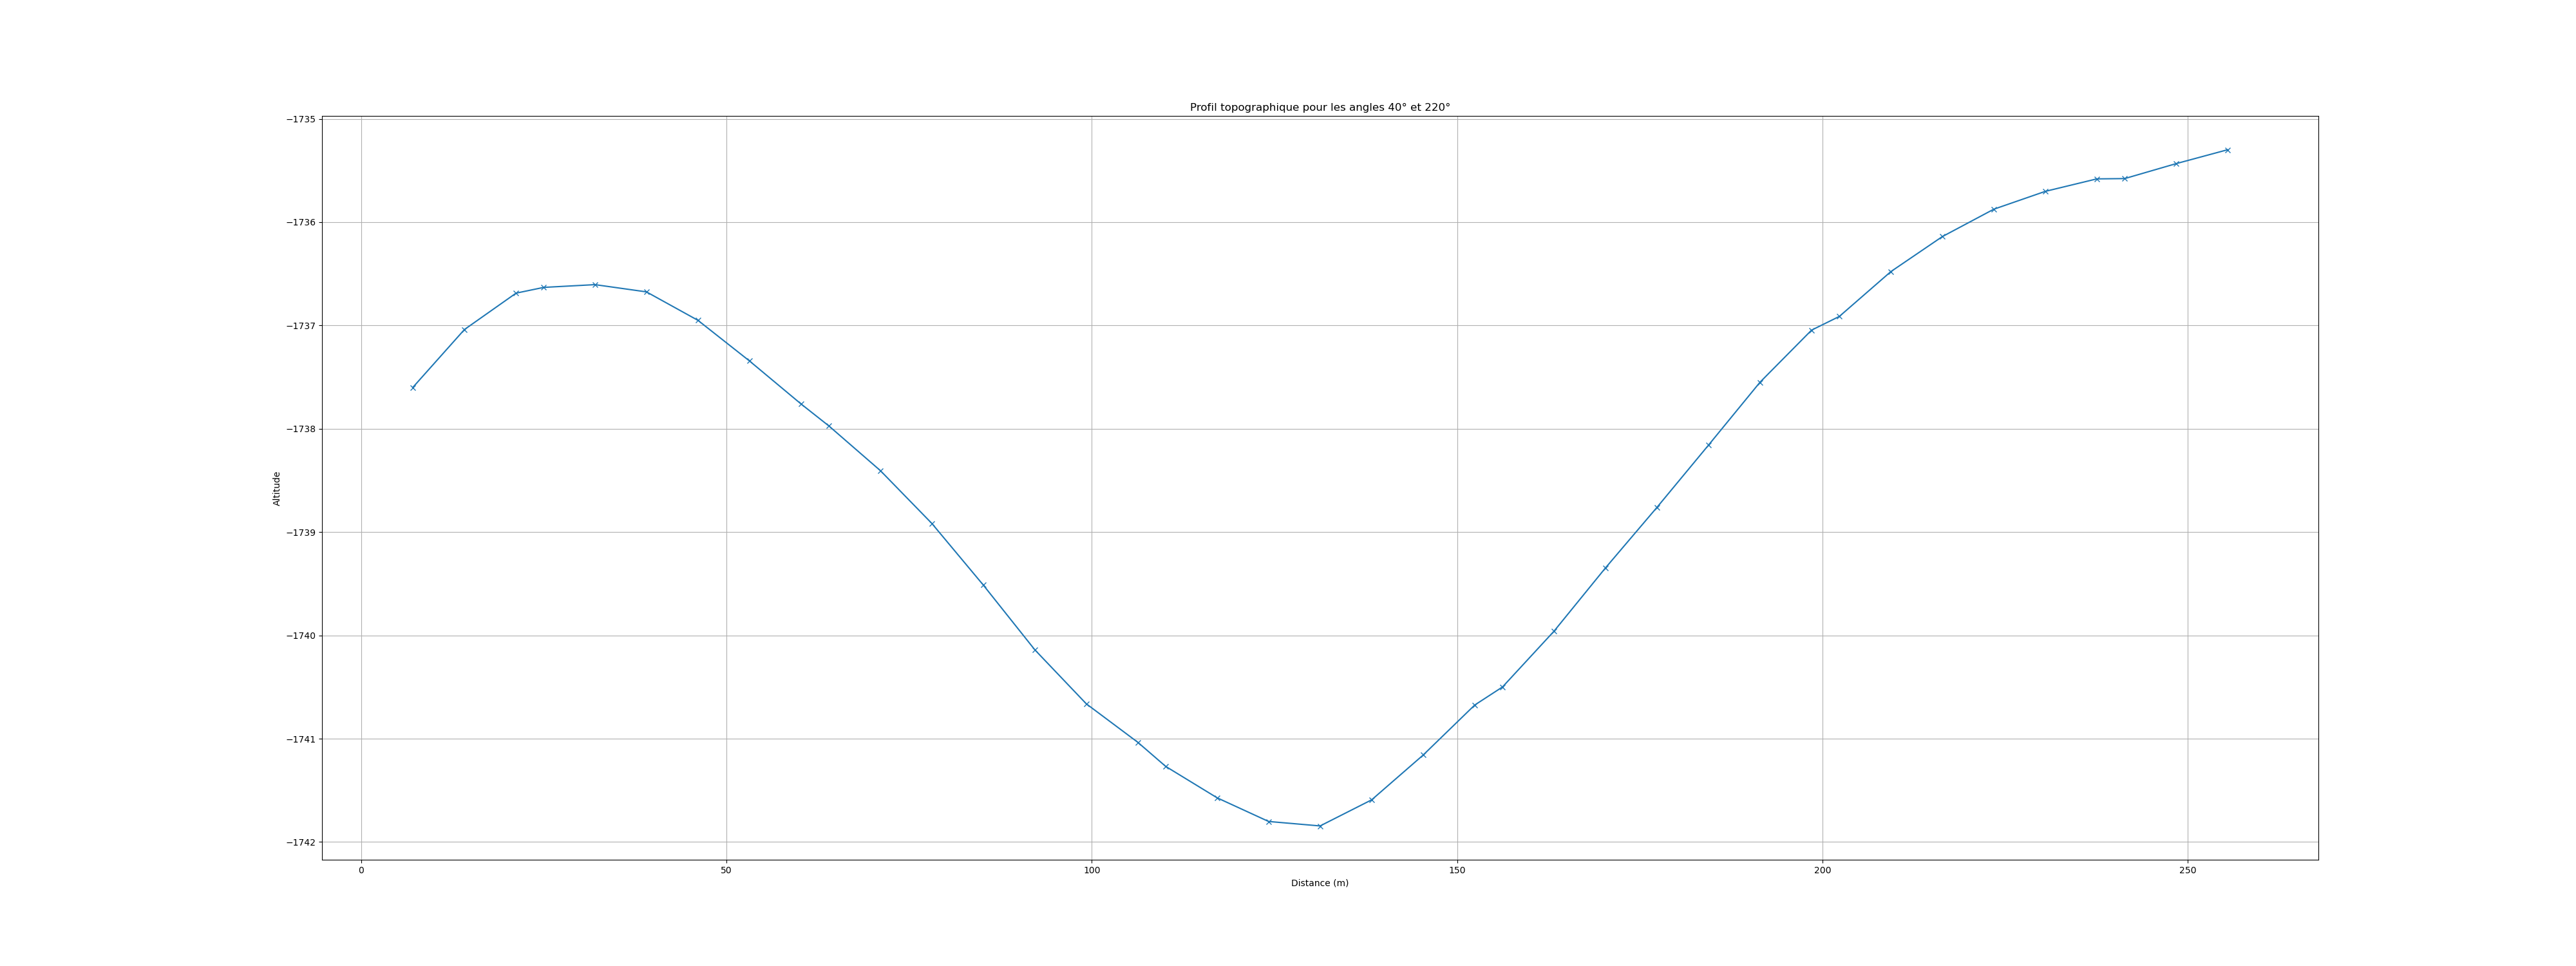 Profil topographique pour les angles 40° et 220°
−1735
−1736
−1737
−1738
−1739
−1740
−1741
−1742
Altitude
0 50 100 150 200 250
Distance (m)